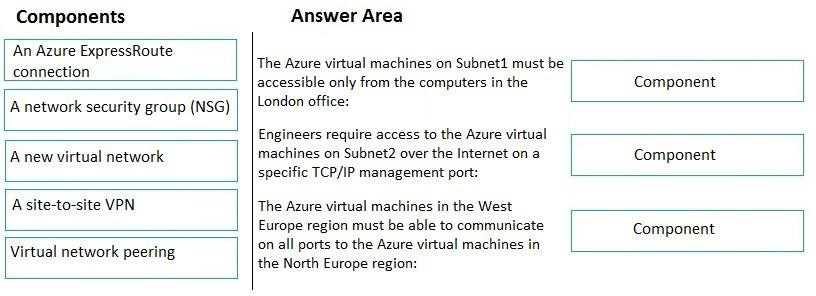 Components
An Azure ExpressRoute
connection
A network security group (NSG)
A new virtual network
A site-to-site VPN
Virtual network peering
Answer Area
The Azure virtual machines on Subnet1 must be
accessible only from the computers in the
London office:
Component
Engineers require access to the Azure virtual
machines on Subnet2 over the Internet on a
specific TCP/IP management port:
Component
The Azure virtual machines in the West
Europe region must be able to communicate
on all ports to the Azure virtual machines in
the North Europe region:
Component